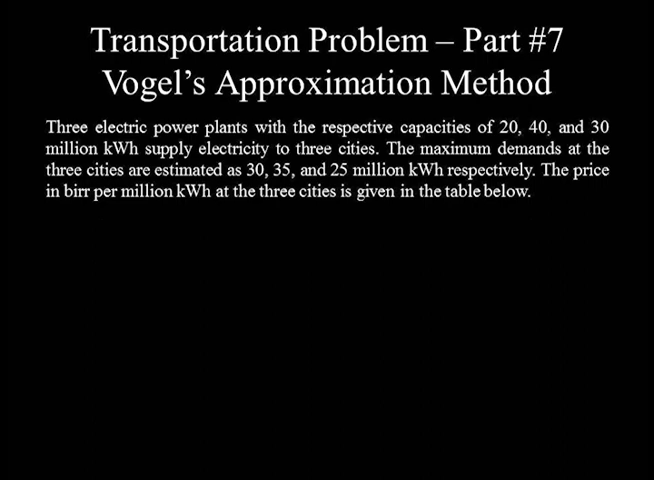 Transportation Problem – Part #7
Vogel's Approximation Method
Three electric power plants with the respective capacities of 20, 40, and 30
million kWh supply electricity to three cities. The maximum demands at the
three cities are estimated as 30, 35, and 25 million kWh respectively. The price
in birr per million kWh at the three cities is given in the table below.